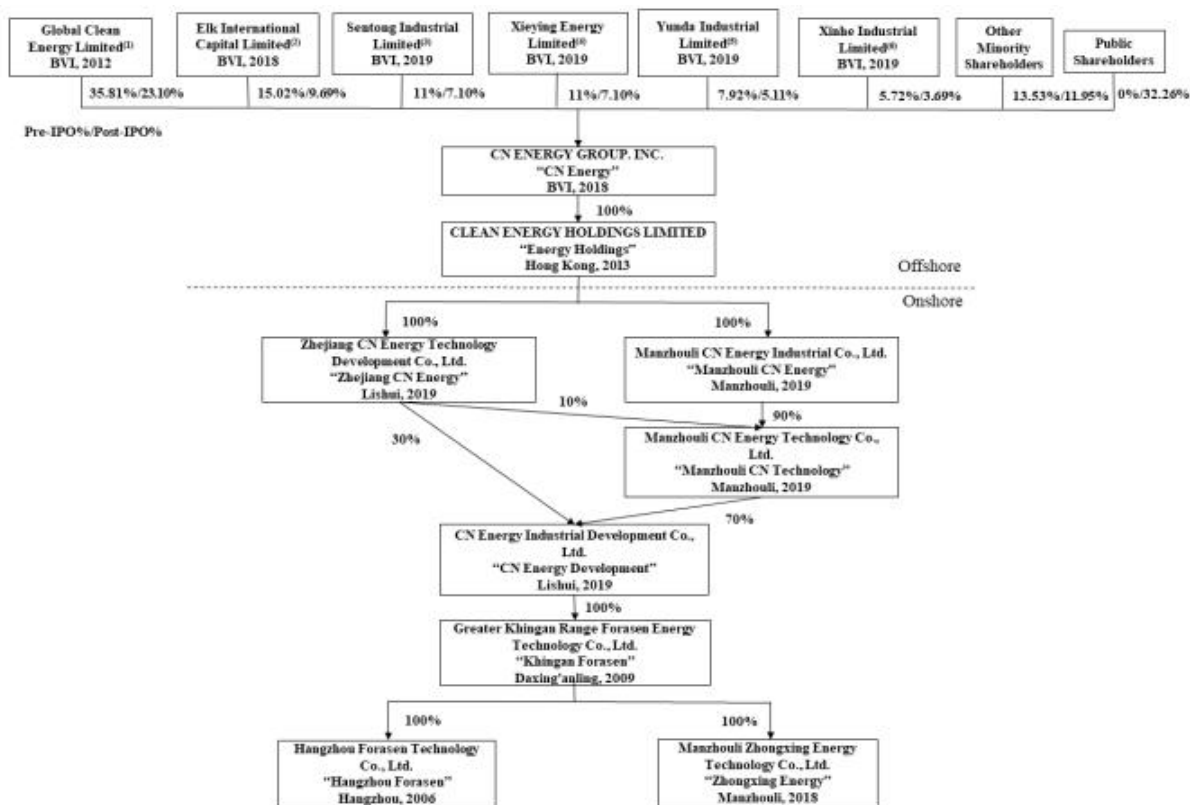 Global Clean
Energy Limited(1)
BVI, 2012
Elk International
Capital Limited(2)
BVI, 2018
Sentong Industrial
Limited(3)
BVI, 2019
Xieying Energy
Limited(4)
BVI, 2019
Yunda Industrial
Limited(5)
BVI, 2019
Xinhe Industrial
Limited(6)
BVI, 2019
Other
Minority
Shareholders
Public
Shareholders
35.81%/23.10%
15.02%/9.69%
11%/7.10%
11%/7.10%
7.92%/5.11%
5.72%/3.69%
13.53%/11.95%
0%/32.26%
Pre-IPO%/Post-IPO%
CN ENERGY GROUP. INC.
“CN Energy”
BVI, 2018
100%
CLEAN ENERGY HOLDINGS LIMITED
“Energy Holdings”
Hong Kong, 2013
Offshore
Onshore
100%
100%
Zhejiang CN Energy Technology
Development Co., Ltd.
“Zhejiang CN Energy”
Lishui, 2019
Manzhouli CN Energy Industrial Co., Ltd.
“Manzhouli CN Energy”
Manzhouli, 2019
10%
90%
30%
Manzhouli CN Energy Technology Co.,
Ltd.
“Manzhouli CN Technology”
Manzhouli, 2019
70%
CN Energy Industrial Development Co.,
Ltd.
“CN Energy Development”
Lishui, 2019
100%
Greater Khingan Range Forasen Energy
Technology Co., Ltd.
“Khingan Forasen”
Daxing'anling, 2009
100%
100%
Hangzhou Forasen Technology
Co., Ltd.
“Hangzhou Forasen”
Hangzhou, 2006
Manzhouli Zhongxing Energy
Technology Co., Ltd.
“Zhongxing Energy”
Manzhouli, 2018